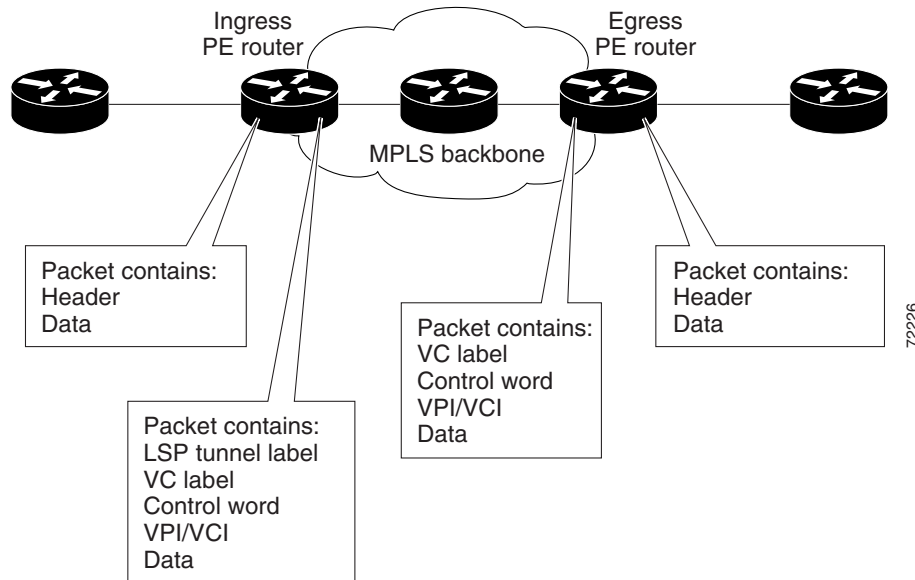 Ingress
PE router
Egress
PE router
MPLS backbone
Packet contains:
Header
Data
Packet contains:
LSP tunnel label
VC label
Control word
VPI/VCI
Data
Packet contains:
VC label
Control word
VPI/VCI
Data
Packet contains:
Header
Data
72226